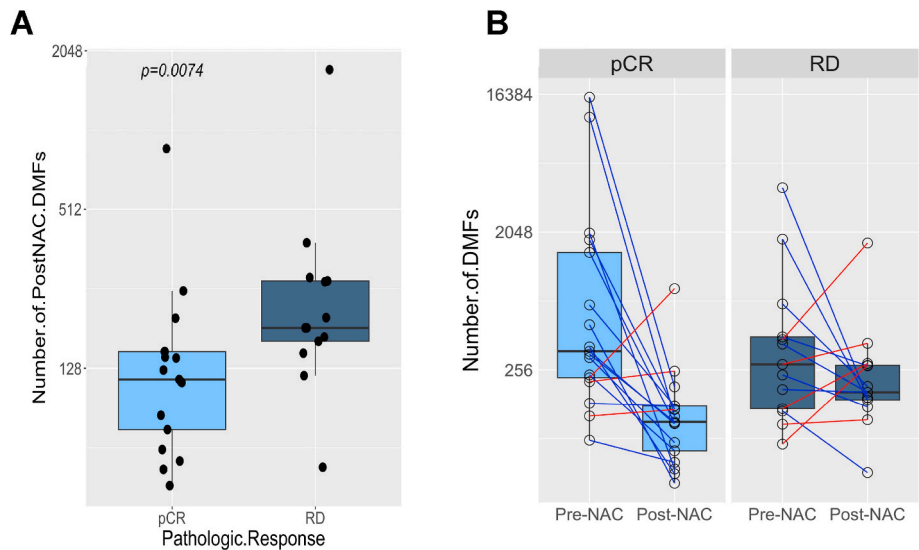 A
Number.of.PostNAC.DMFs
2048
512
128
p=0.0074
pCR
RD
Pathologic.Response
B
Number.of.DMFs
16384
2048
256
pCR
RD
Pre-NAC
Post-NAC
Pre-NAC
Post-NAC